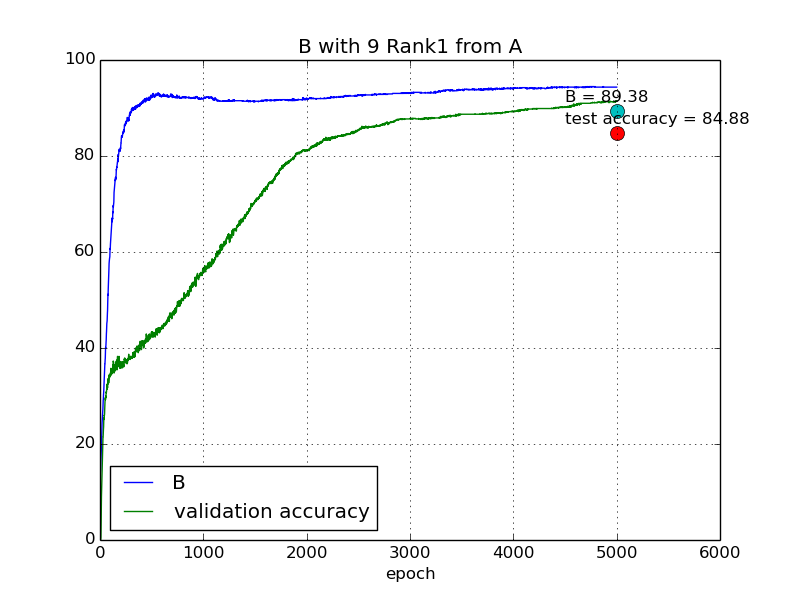 B with 9 Rank1 from A
100
80
60
40
20
0
B = 89.38
test accuracy = 84.88
B
validation accuracy
0 1000 2000 3000 4000 5000 6000
epoch